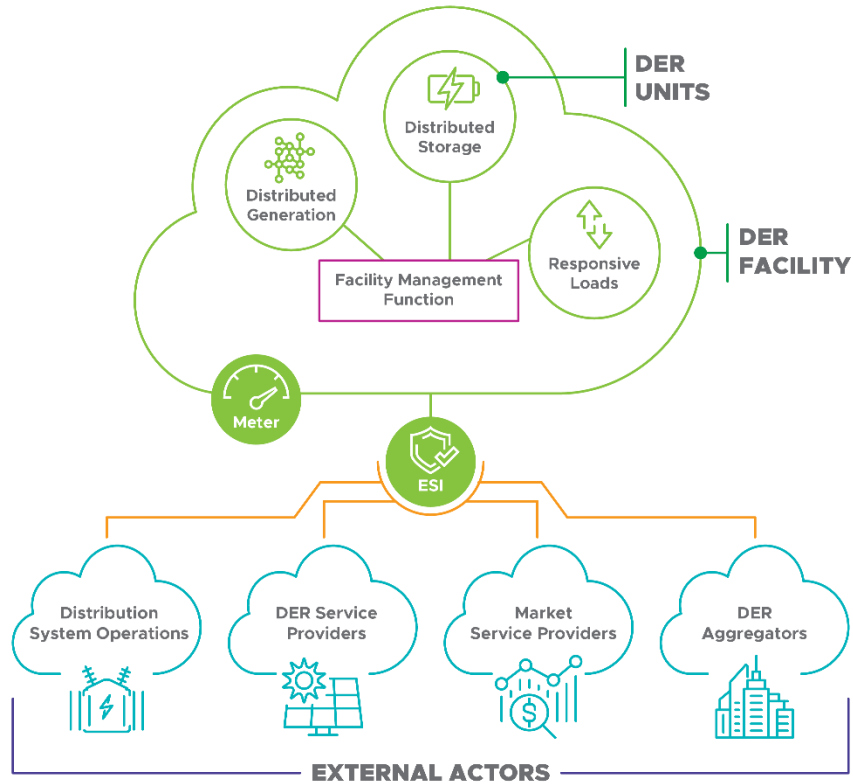 DER
UNITS
Distributed
Storage
Distributed
Generation
DER
FACILITY
Responsive
Loads
Facility Management
Function
Meter
ESI
Distribution
System Operations
DER Service
Providers
Market
Service Providers
DER
Aggregators
$
EXTERNAL ACTORS